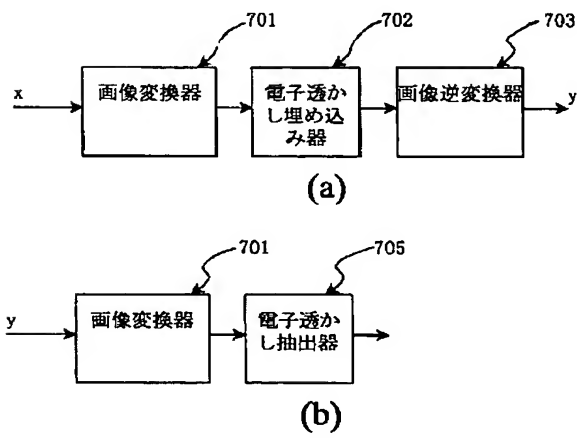 701
702
703
x
画像変換器
電子透か
し埋め込
み器
画像逆変換器
y
(a)
701
705
y
画像変換器
電子透か
し抽出器
(b)